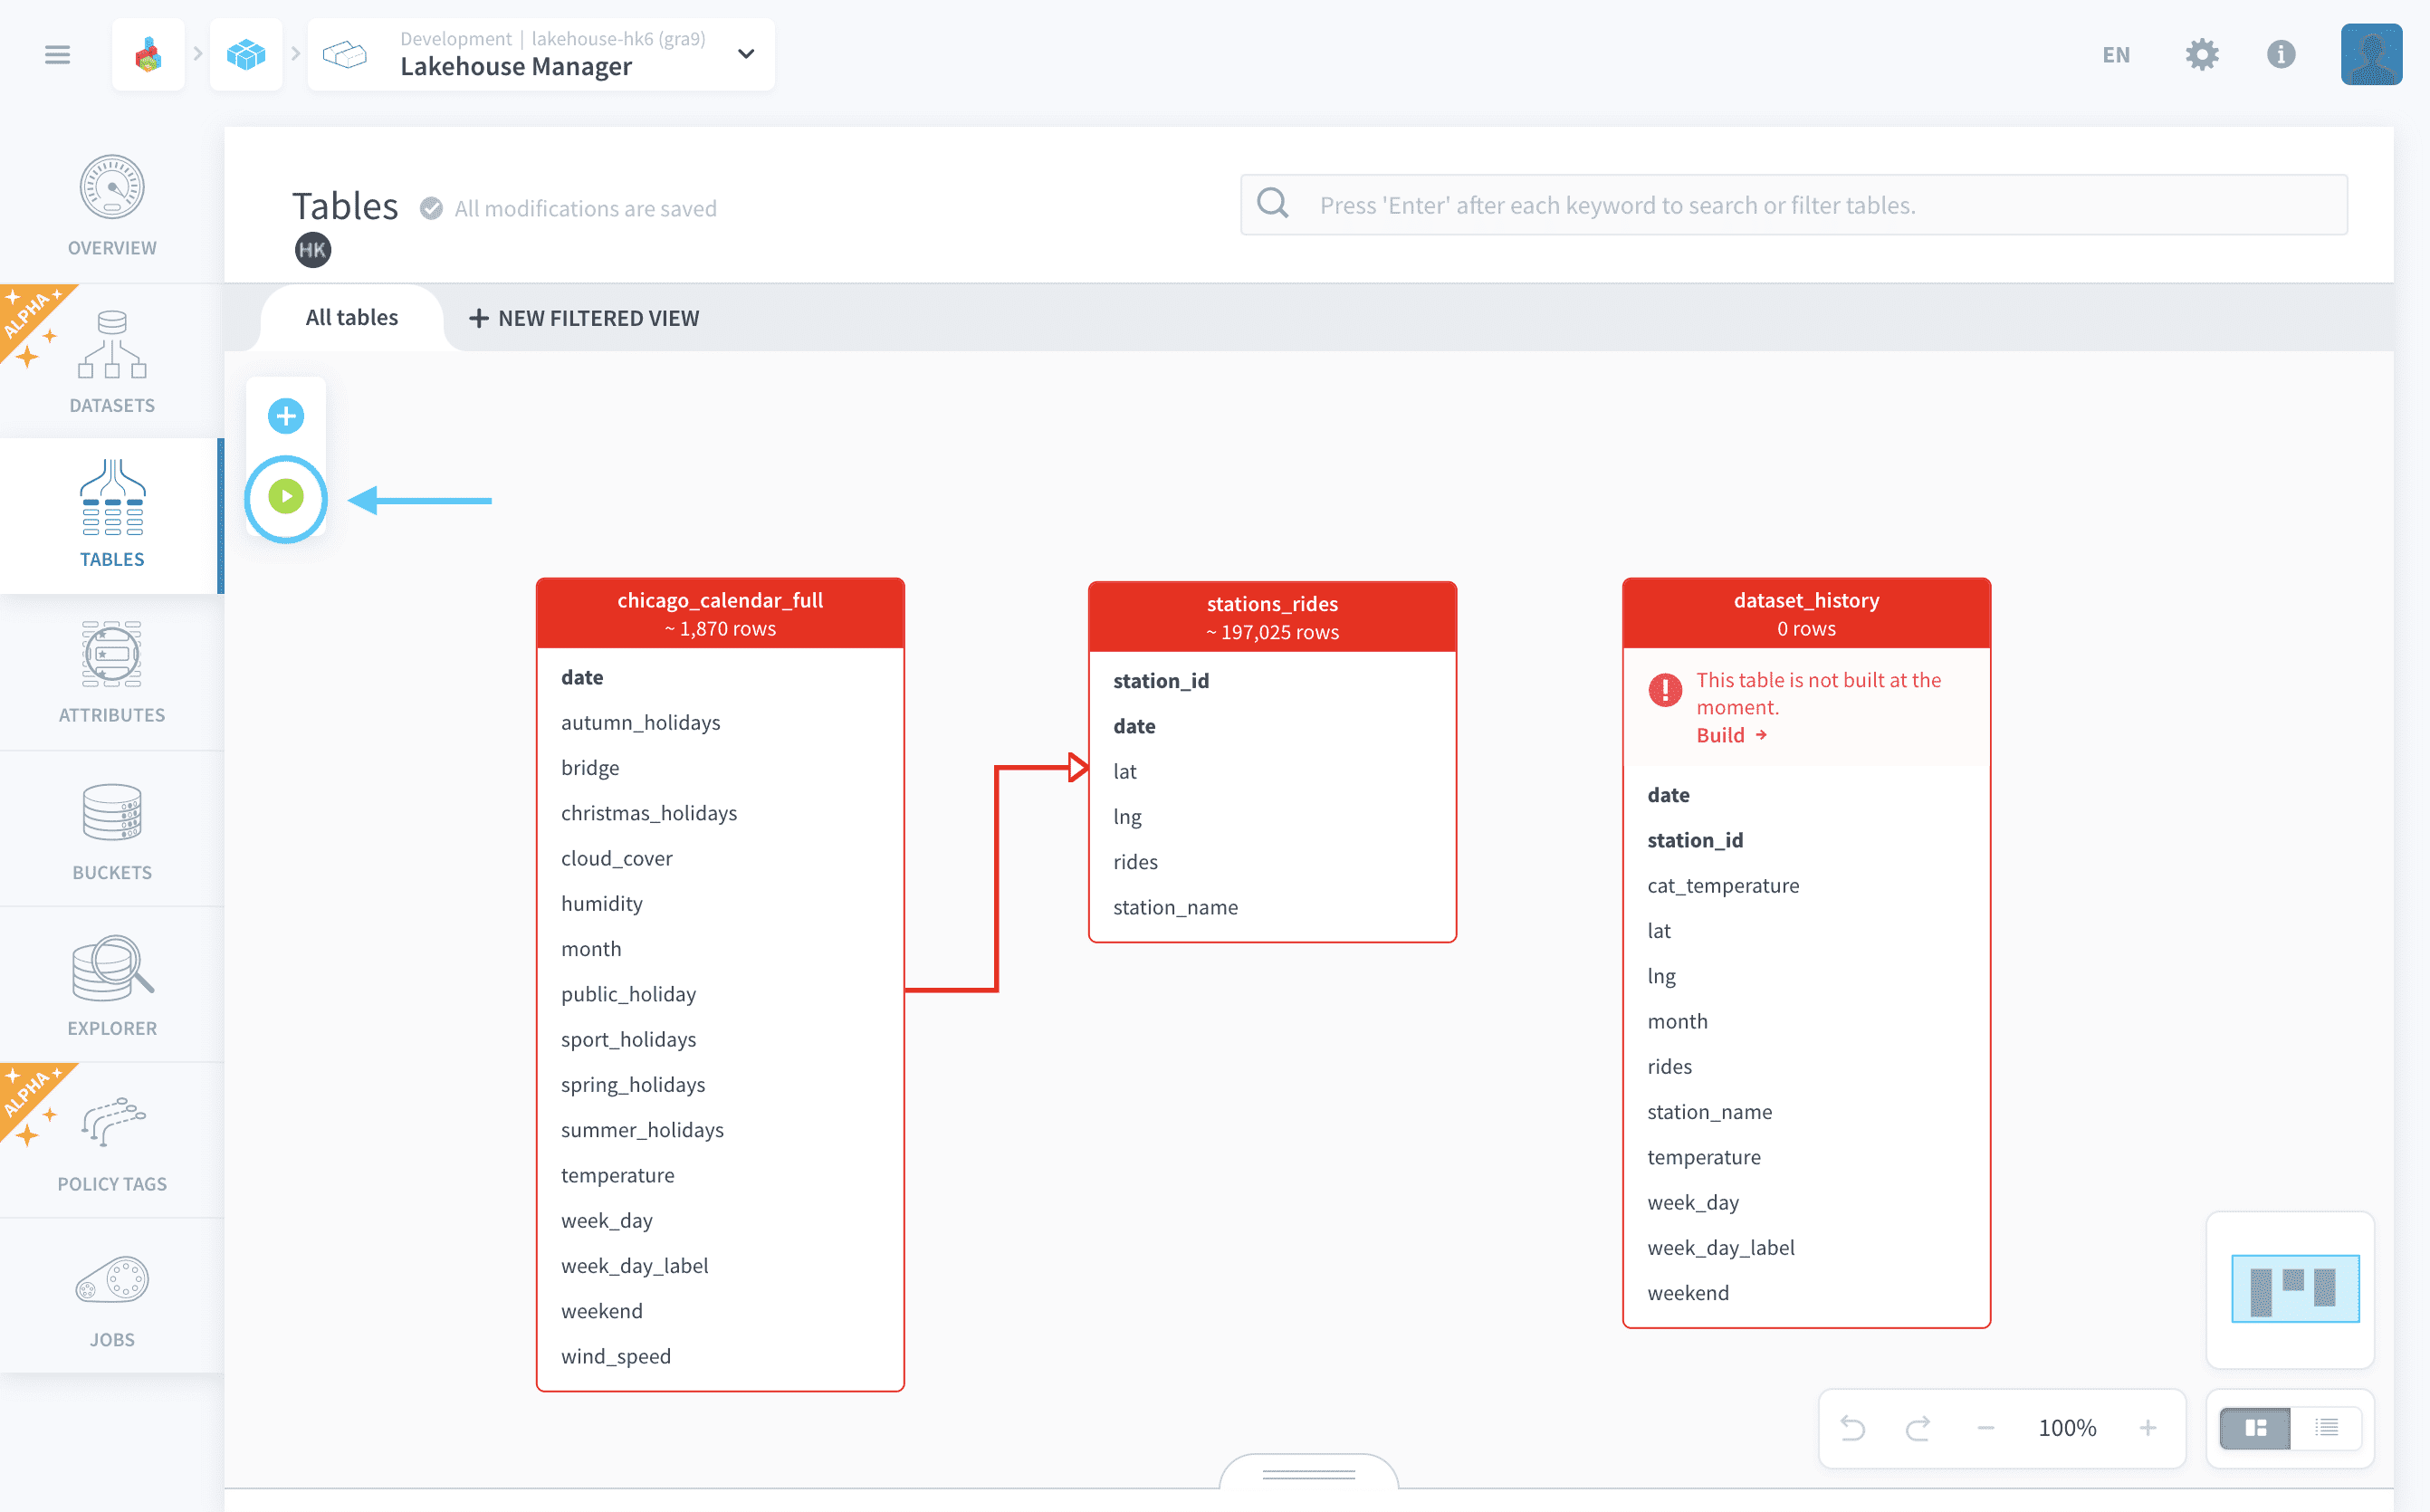 Development | lakehouse-hk6 (gra9)
Lakehouse Manager
EN
OVERVIEW
ALPHA
DATASETS
TABLES
ATTRIBUTES
BUCKETS
EXPLORER
ALPHA
POLICY TAGS
JOBS
Tables
All modifications are saved
HK
Press 'Enter' after each keyword to search or filter tables.
All tables
+ NEW FILTERED VIEW
chicago_calendar_full
~ 1,870 rows
date
autumn_holidays
bridge
christmas_holidays
cloud_cover
humidity
month
public_holiday
sport_holidays
spring_holidays
summer_holidays
temperature
week_day
week_day_label
weekend
wind_speed
stations_rides
~ 197,025 rows
station_id
date
lat
lng
rides
station_name
dataset_history
0 rows
This table is not built at the
moment.
Build →
date
station_id
cat_temperature
lat
lng
month
rides
station_name
temperature
week_day
week_day_label
weekend
100%